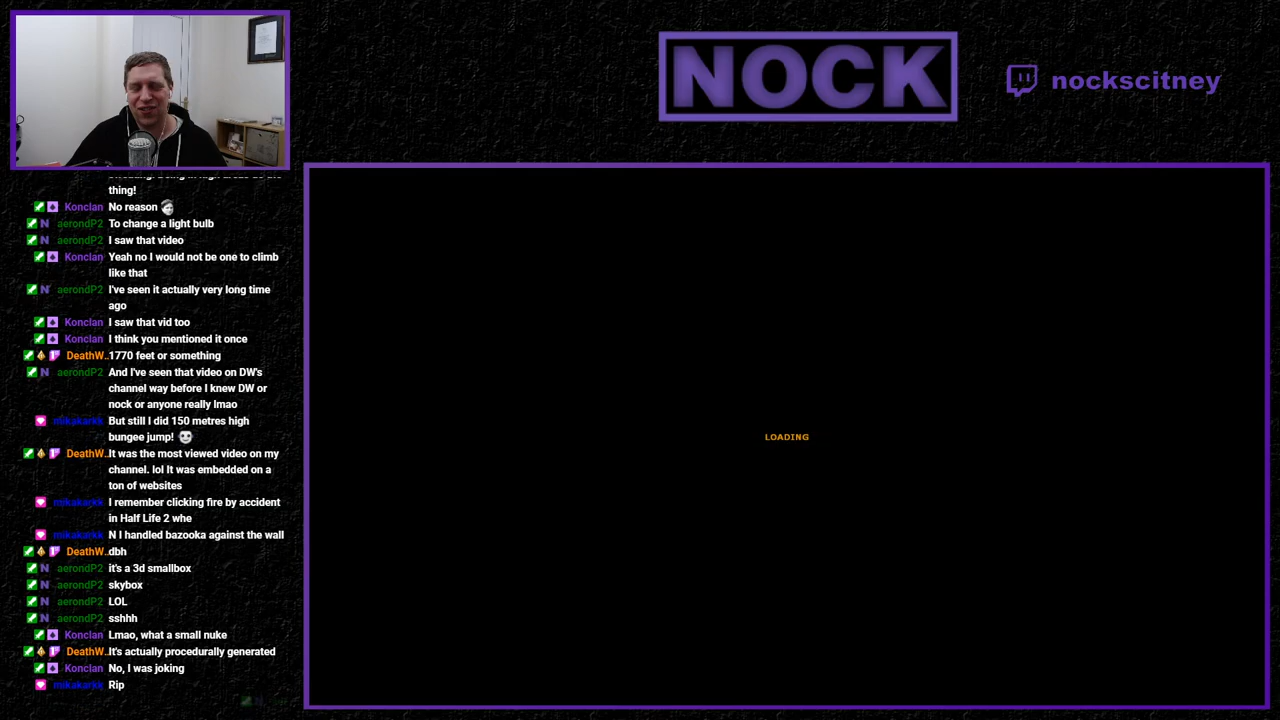 NOCK
nockscitney
thing!
Konclan No reason
aerondP2 To change a light bulb
aerondP2 I saw that video
Konclan Yeah no I would not be one to climb
like that
aerondP2 I've seen it actually very long time
ago
Konclan I saw that vid too
Konclan I think you mentioned it once
DeathW.. 1770 feet or something
aerondP2 And I've seen that video on DW's
channel way before I knew DW or
nock or anyone really lmao
mikakarkk But still I did 150 metres high
bungee jump!
DeathW.. It was the most viewed video on my
channel. lol It was embedded on a
ton of websites
mikakarkk I remember clicking fire by accident
in Half Life 2 whe
mikakarkk N I handled bazooka against the wall
DeathW.. dbh
aerondP2 it's a 3d smallbox
aerondP2 skybox
aerondP2 LOL
aerondP2 sshhh
Konclan Lmao, what a small nuke
DeathW.. It's actually procedurally generated
Konclan No, I was joking
mikakarkk Rip
LOADING